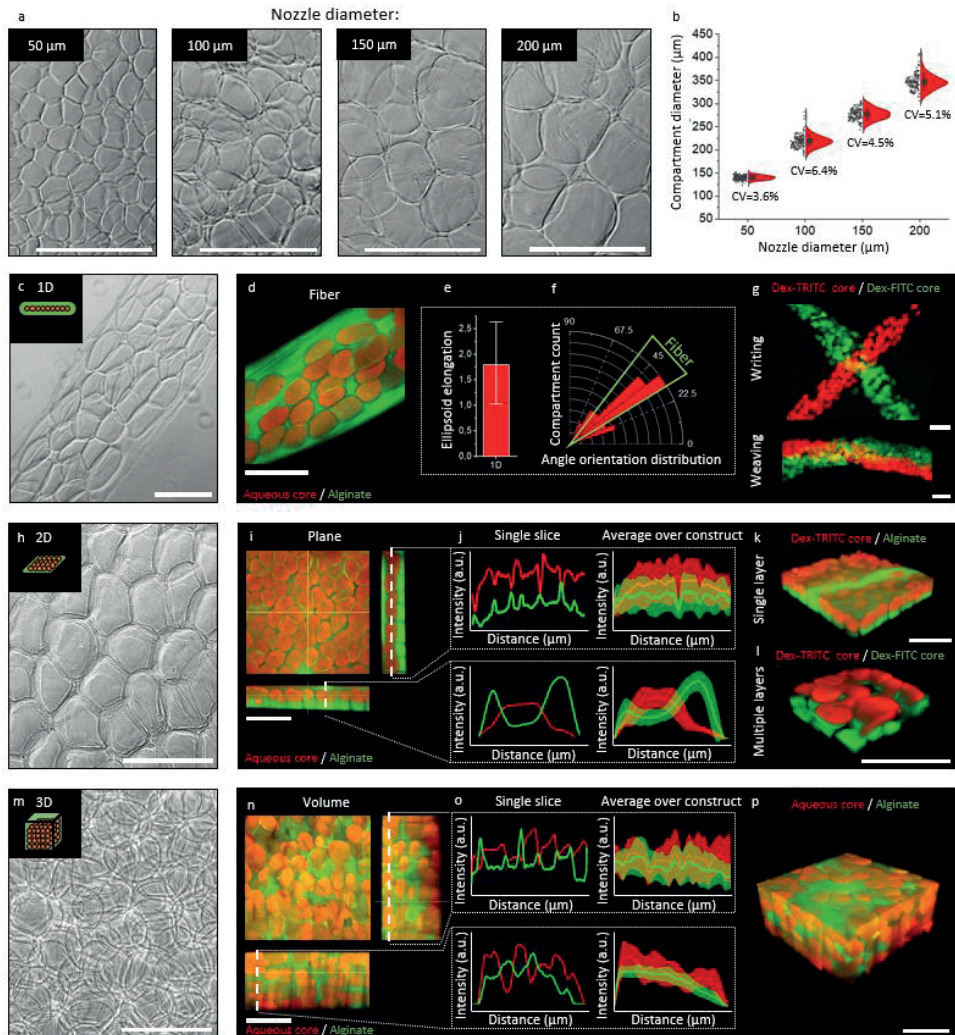 a
Nozzle diameter:
50 µm
100 µm
150 µm
200 µm
b
Compartment diameter (µm)
450
400
350
300
250
200
150
100
50
CV=3.6%
CV=6.4%
CV=4.5%
CV=5.1%
50 100 150 200
Nozzle diameter (µm)
c
1D
d
Fiber
Aqueous core / Alginate
e
Ellipsoid elongation
2,5
2,0
1,5
1,0
0,5
0,0
1D
f
Compartment count
90
67.5
45
22.5
0
Fiber
Angle orientation distribution
g
Dex-TRITC core / Dex-FITC core
Writing
Weaving
h
2D
i
Plane
Aqueous core / Alginate
j
Single slice
Average over construct
Intensity (a.u.)
Distance (µm)
Intensity (a.u.)
Distance (µm)
Intensity (a.u.)
Distance (µm)
Intensity (a.u.)
Distance (µm)
k
Dex-TRITC core / Alginate
Single layer
l
Dex-TRITC core / Dex-FITC core
Multiple layers
m
3D
n
Volume
Aqueous core / Alginate
o
Single slice
Average over construct
Intensity (a.u.)
Distance (µm)
Intensity (a.u.)
Distance (µm)
Intensity (a.u.)
Distance (µm)
Intensity (a.u.)
Distance (µm)
p
Aqueous core / Alginate